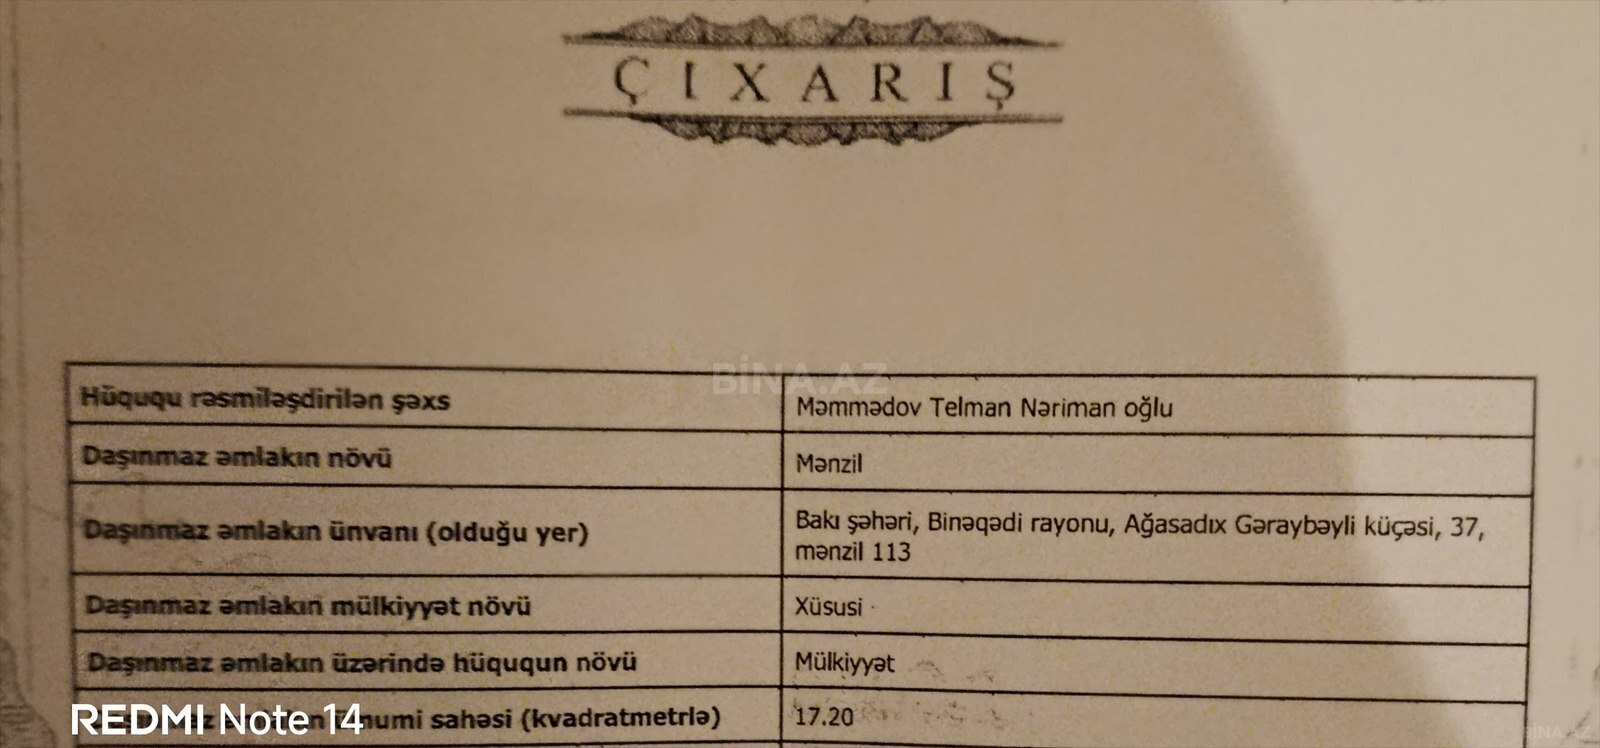 ÇIXARIŞ
BİNA.AZ
Hüququ rəsmiləşdirilən şəxs
Məmmədov Telman Nəriman oğlu
Daşınmaz əmlakın növü
Mənzil
Daşınmaz əmlakın ünvanı (olduğu yer)
Bakı şəhəri, Binəqədi rayonu, Ağasadıx Gəraybəyli küçəsi, 37,
mənzil 113
Daşınmaz əmlakın mülkiyyət növü
Xüsusi
Daşınmaz əmlakın üzərində hüququn növü
Mülkiyyət
sahəsi (kvadratmetrlə)
17.20
REDMI Note 14
BİNA.AZ